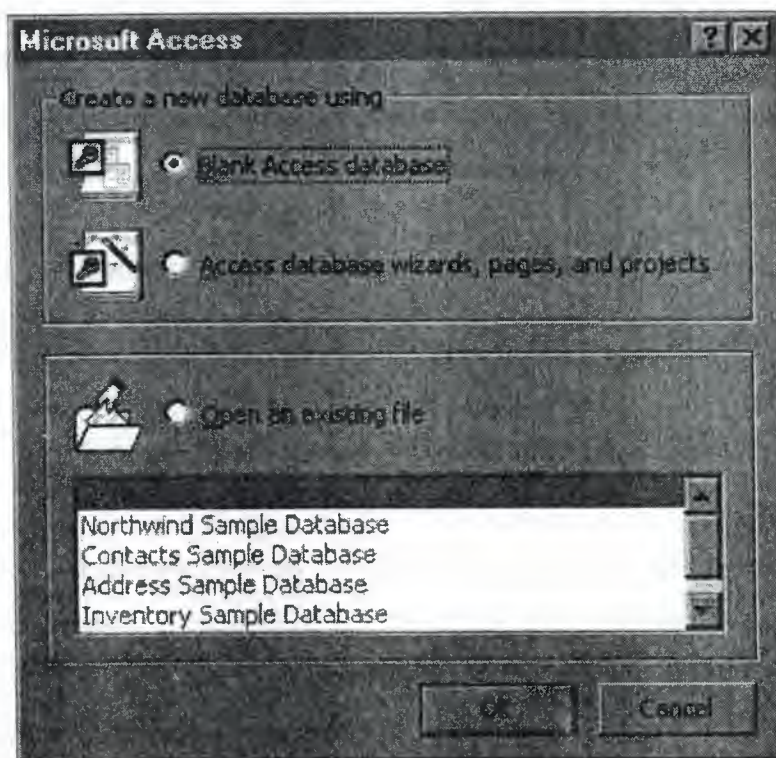 Microsoft Access
Create a new database using
Blank Access database
Access database wizards, pages, and projects
Open an existing file
Northwind Sample Database
Contacts Sample Database
Address Sample Database
Inventory Sample Database
OK
Cancel